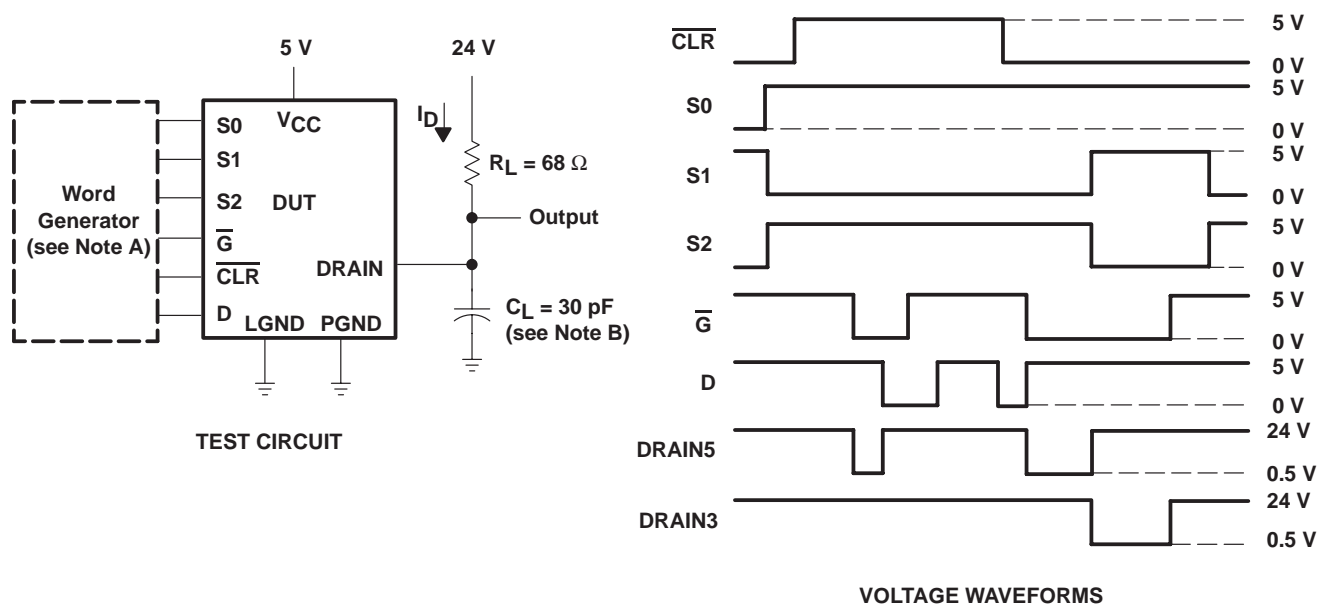 5 V
24 V
VCC
ID
RL = 68 Ω
Word
Generator
(see Note A)
S0
S1
S2
G
CLR
D
DUT
DRAIN
LGND
PGND
Output
CL = 30 pF
(see Note B)
TEST CIRCUIT
CLR
5 V
0 V
S0
5 V
0 V
S1
5 V
0 V
S2
5 V
0 V
G
5 V
0 V
D
5 V
0 V
DRAIN5
24 V
0.5 V
DRAIN3
24 V
0.5 V
VOLTAGE WAVEFORMS